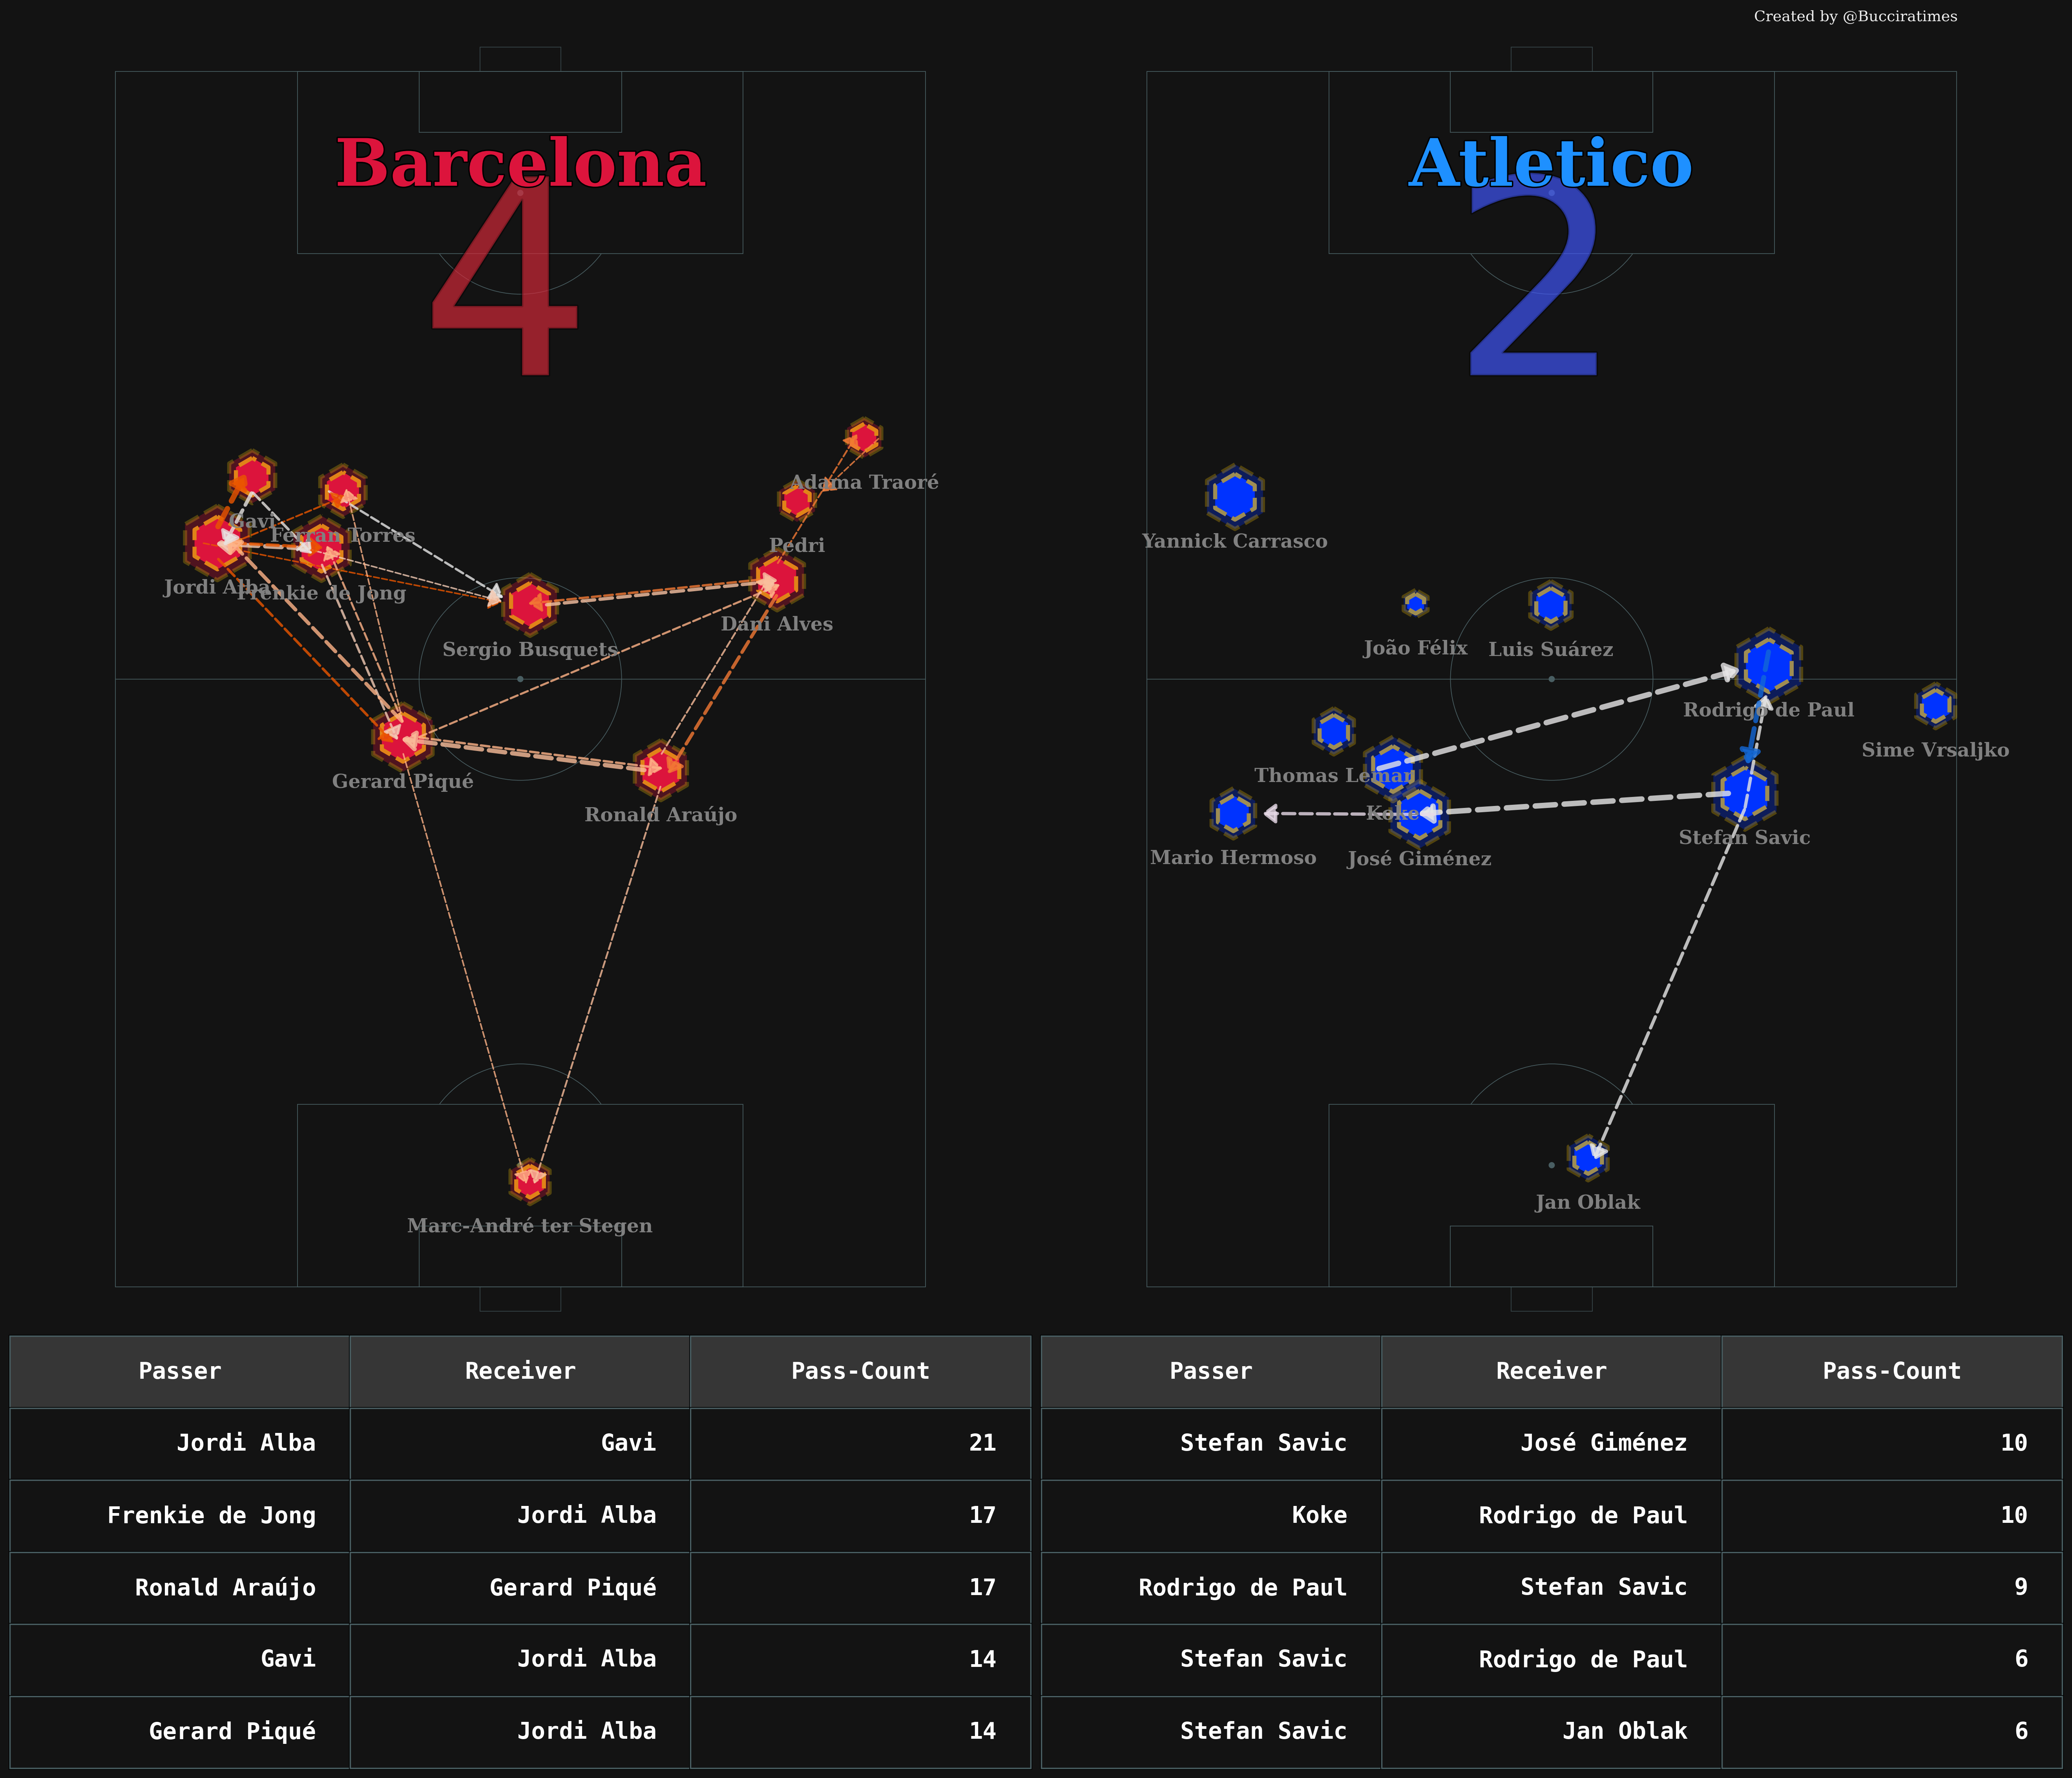 Created by @Bucciratimes
Barcelona
4
Adama Traoré
Gavi
Ferran Torres
Pedri
Jordi Alba
Frenkie de Jong
Dani Alves
Sergio Busquets
Gerard Piqué
Ronald Araújo
Marc-André ter Stegen
Atletico
2
Yannick Carrasco
João Félix
Luis Suárez
Rodrigo de Paul
Sime Vrsaljko
Thomas Lemar
Koke
Stefan Savic
Mario Hermoso
José Giménez
Jan Oblak
Passer Receiver Pass-Count
Jordi Alba Gavi 21
Frenkie de Jong Jordi Alba 17
Ronald Araújo Gerard Piqué 17
Gavi Jordi Alba 14
Gerard Piqué Jordi Alba 14
Passer Receiver Pass-Count
Stefan Savic José Giménez 10
Koke Rodrigo de Paul 10
Rodrigo de Paul Stefan Savic 9
Stefan Savic Rodrigo de Paul 6
Stefan Savic Jan Oblak 6